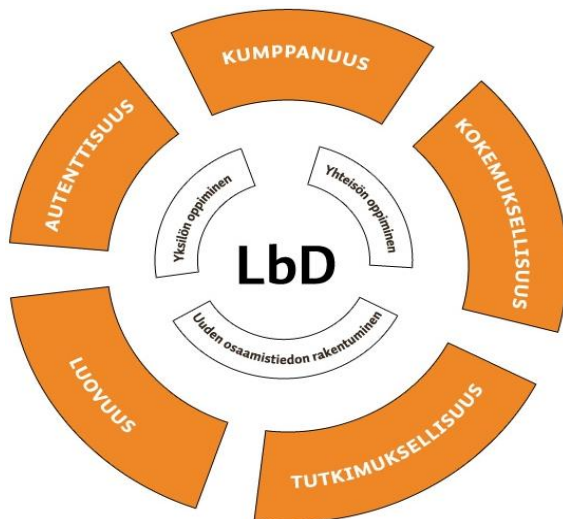 KUMPPANUUS
KOKEMUKSELLISUUS
TUTKIMUKSELLISUUS
LUOVUUS
AUTENTTISUUS
Yksilön oppiminen
Yhteisön oppiminen
LbD
Uuden osaamistiedon rakentuminen